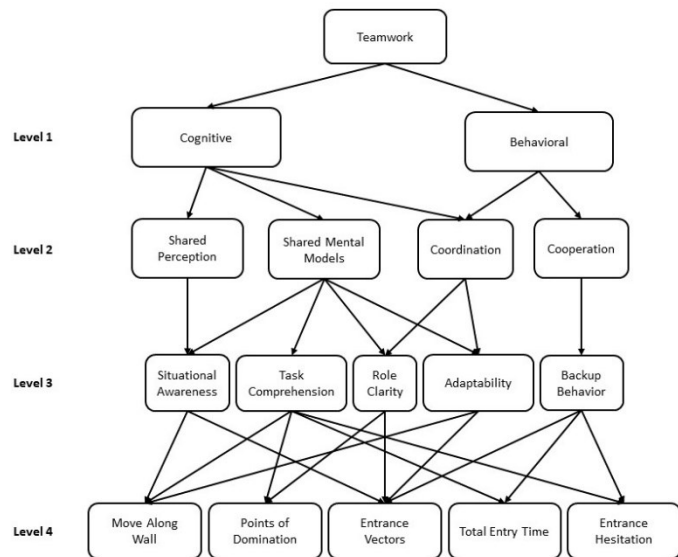 Teamwork
Level 1
Cognitive
Behavioral
Level 2
Shared
Perception
Shared Mental
Models
Coordination
Cooperation
Level 3
Situational
Awareness
Task
Comprehension
Role
Clarity
Adaptability
Backup
Behavior
Level 4
Move Along
Wall
Points of
Domination
Entrance
Vectors
Total Entry Time
Entrance
Hesitation